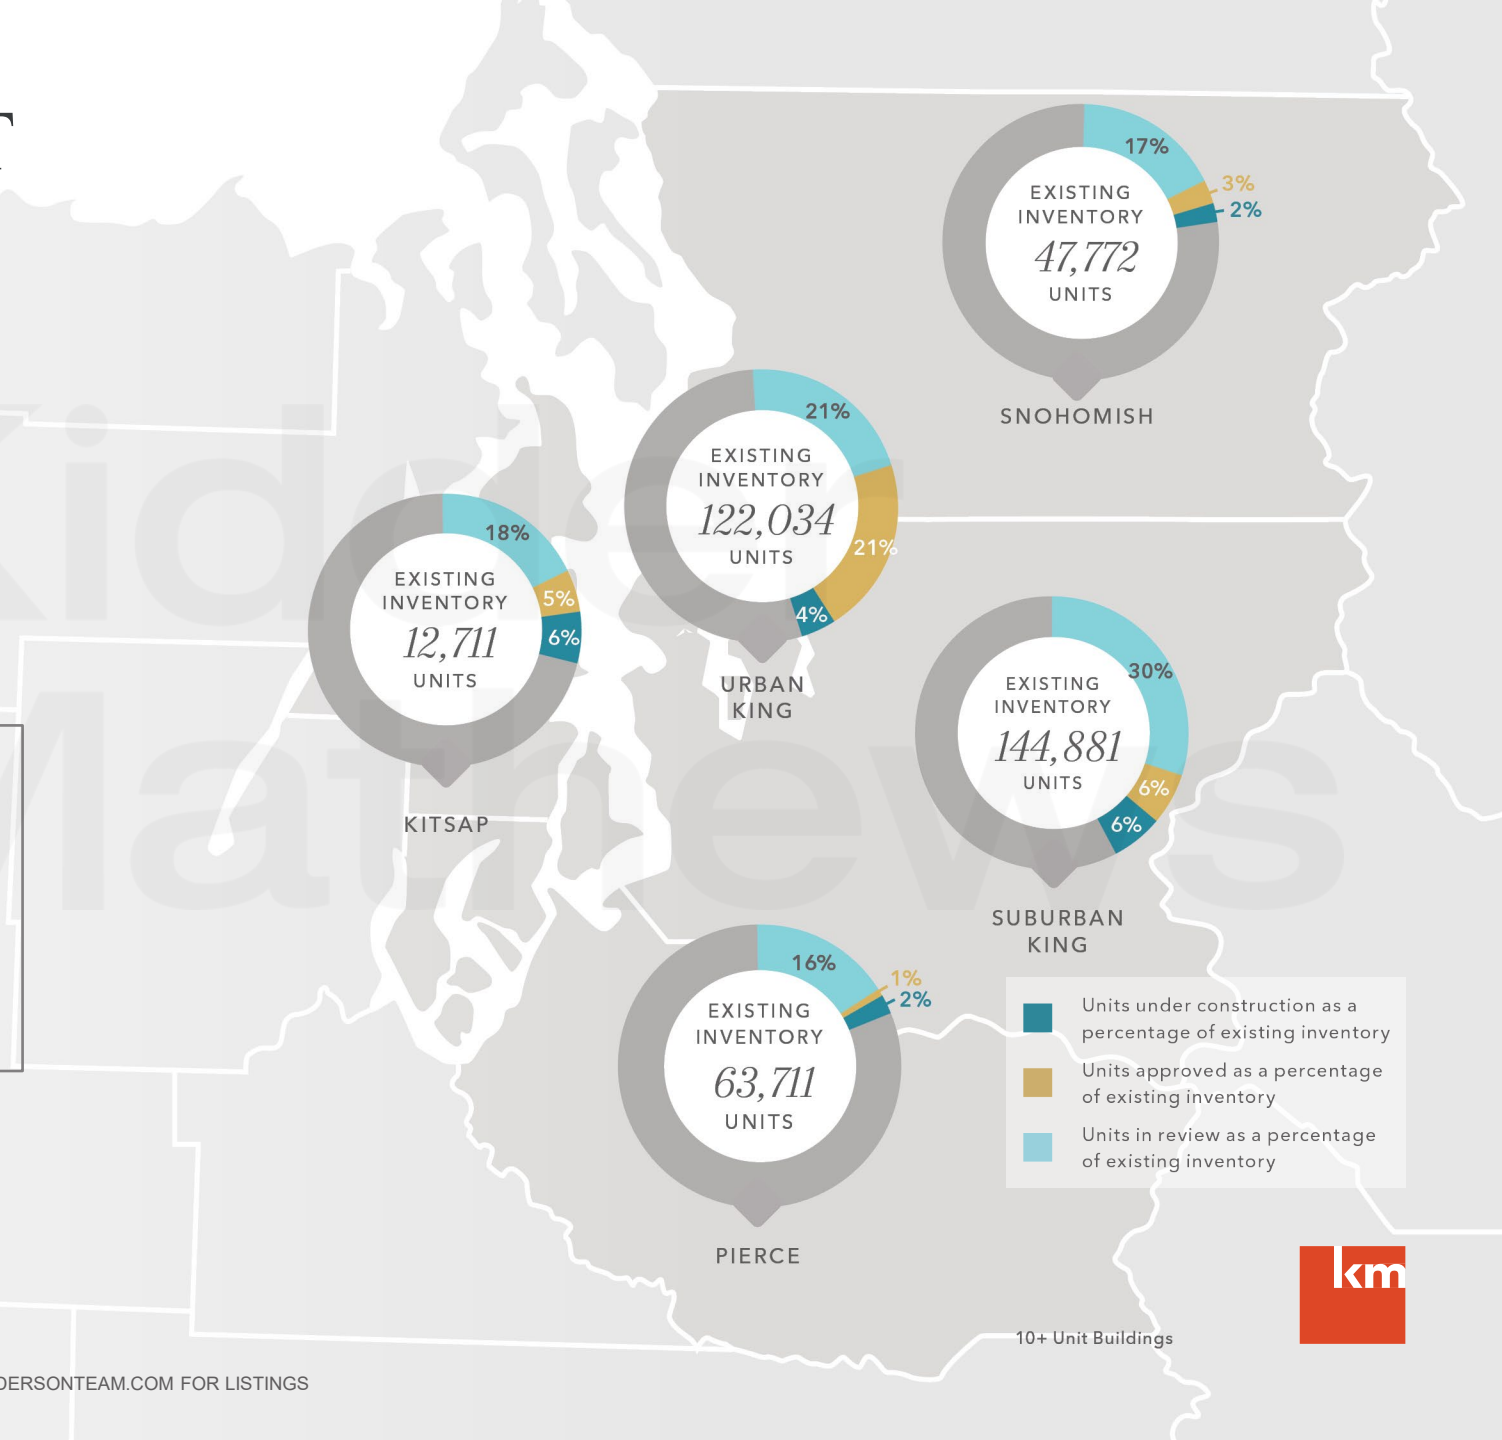 17%
3%
2%
EXISTING
INVENTORY
47,772
UNITS
SNOHOMISH
21%
21%
4%
EXISTING
INVENTORY
122,034
UNITS
URBAN
KING
18%
5%
6%
EXISTING
INVENTORY
12,711
UNITS
KITSAP
30%
6%
6%
EXISTING
INVENTORY
144,881
UNITS
SUBURBAN
KING
16%
1%
2%
EXISTING
INVENTORY
63,711
UNITS
PIERCE
Units under construction as a
percentage of existing inventory
Units approved as a percentage
of existing inventory
Units in review as a percentage
of existing inventory
km
10+ Unit Buildings
DERSONTEAM.COM FOR LISTINGS
Kidder
Mathews